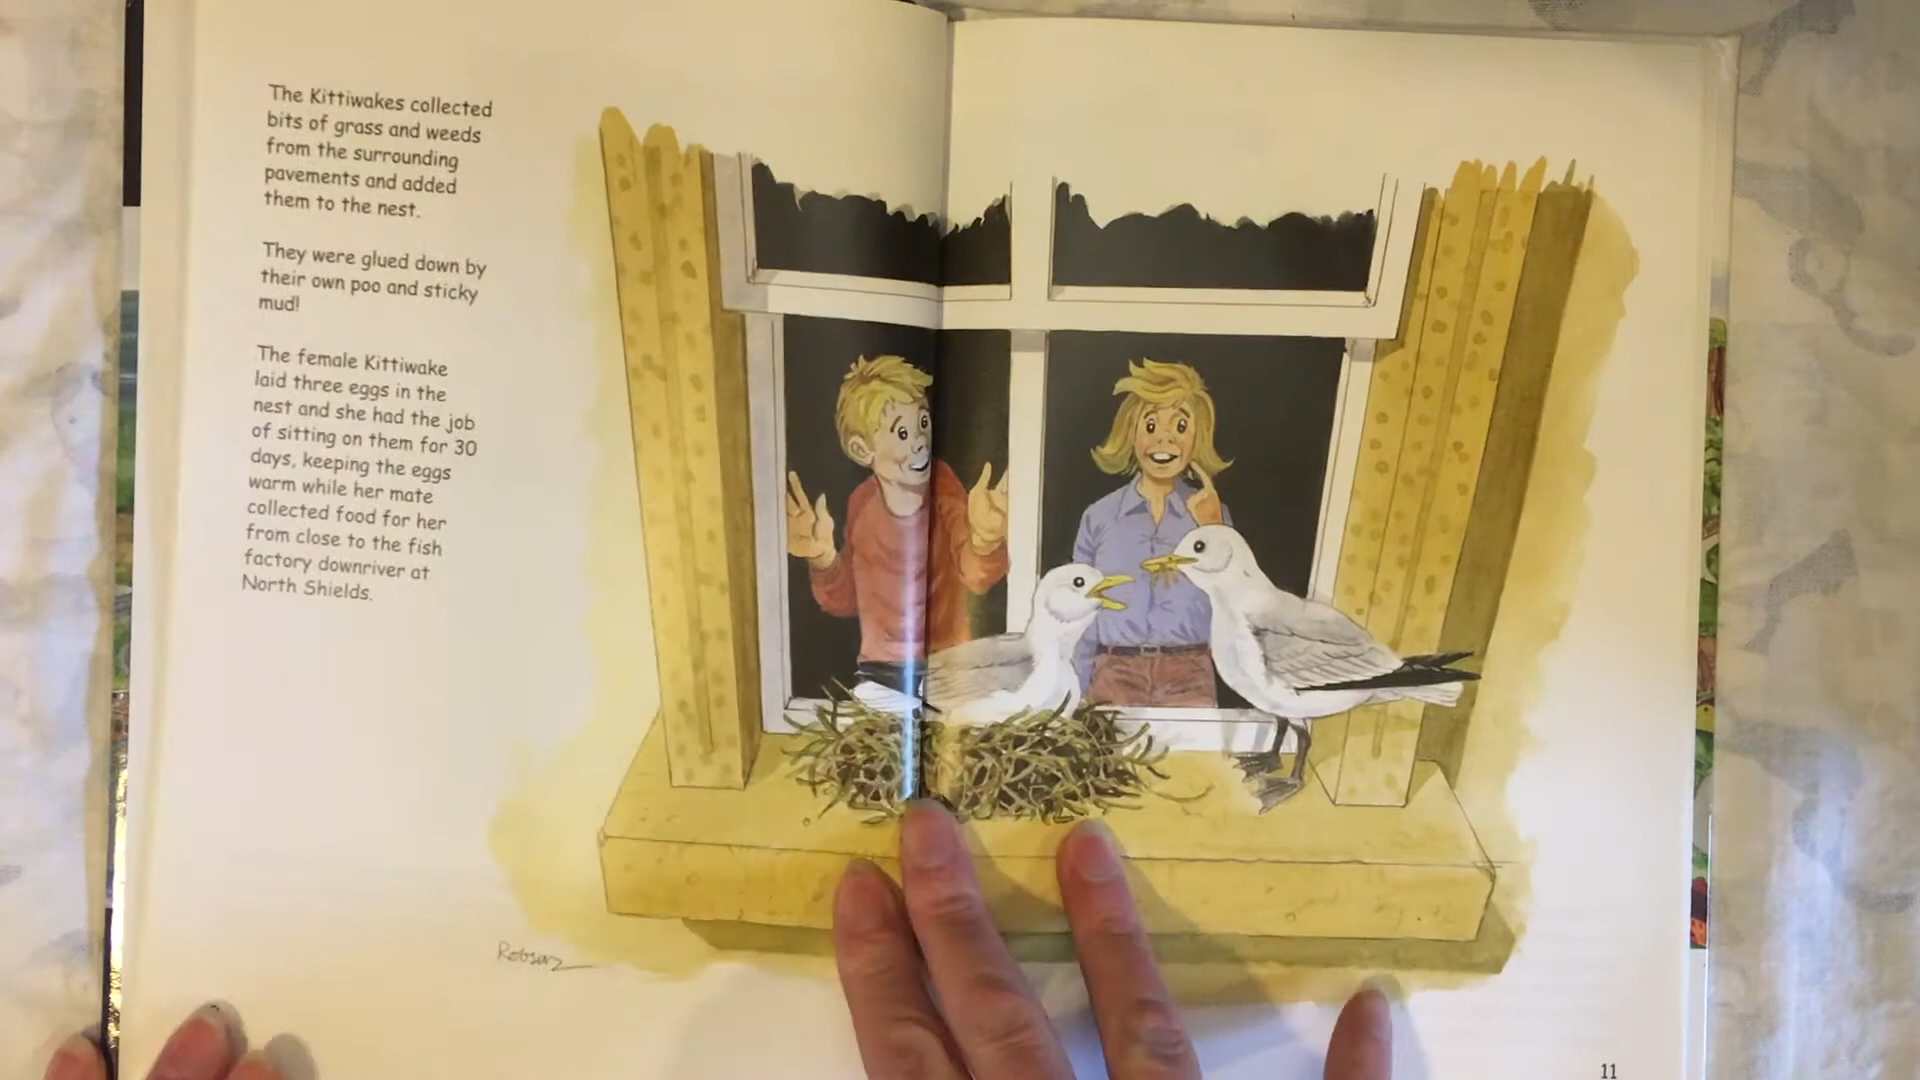 The Kittiwakes collected
bits of grass and weeds
from the surrounding
pavements and added
them to the nest.
They were glued down by
their own poo and sticky
mud!
The female Kittiwake
laid three eggs in the
nest and she had the job
of sitting on them for 30
days, keeping the eggs
warm while her mate
collected food for her
from close to the fish
factory downriver at
North Shields.
11